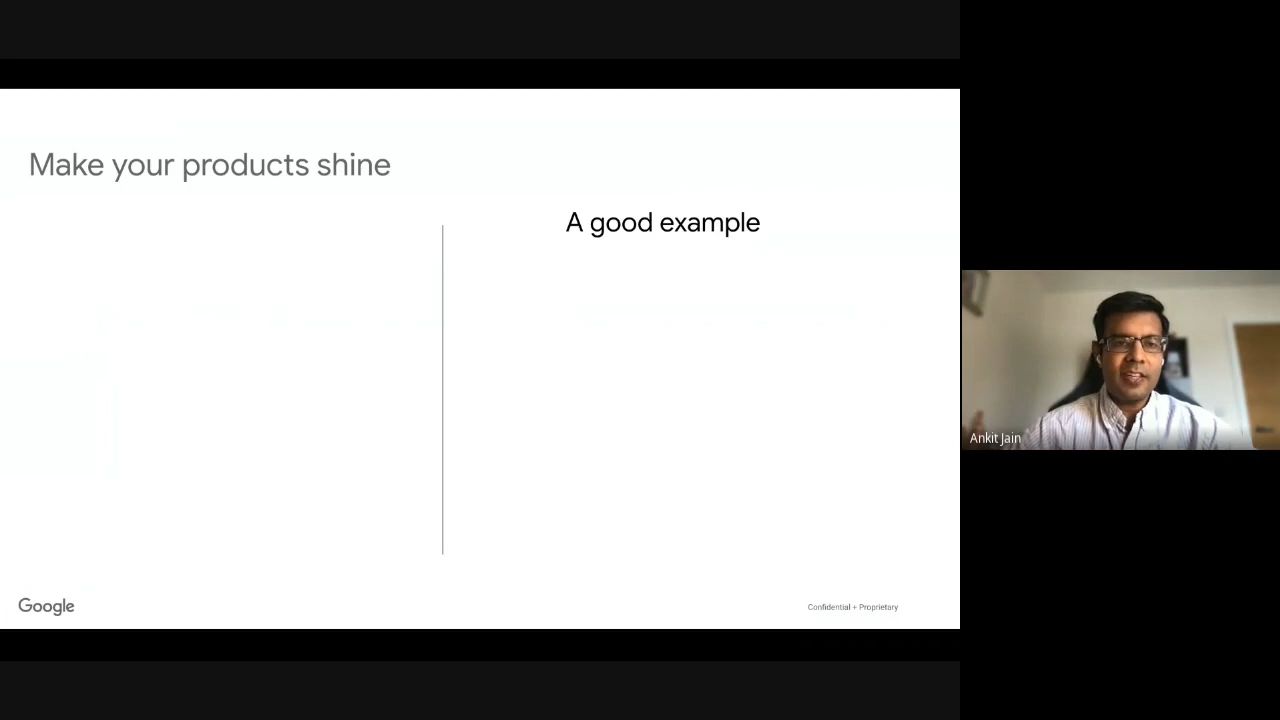 Make your products shine
A good example
Ankit Jain
Google
Confidential + Proprietary